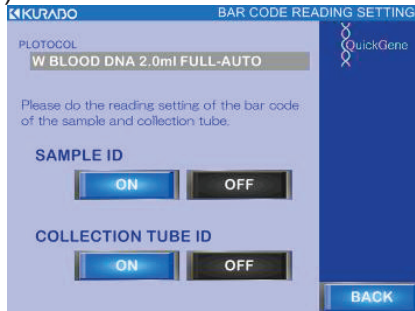 KURABO
BAR CODE READING SETTING
QuickGene
PLOTOCOL
W BLOOD DNA 2.0ml FULL-AUTO
Please do the reading setting of the bar code
of the sample and collection tube.
SAMPLE ID
ON OFF
COLLECTION TUBE ID
ON OFF
BACK